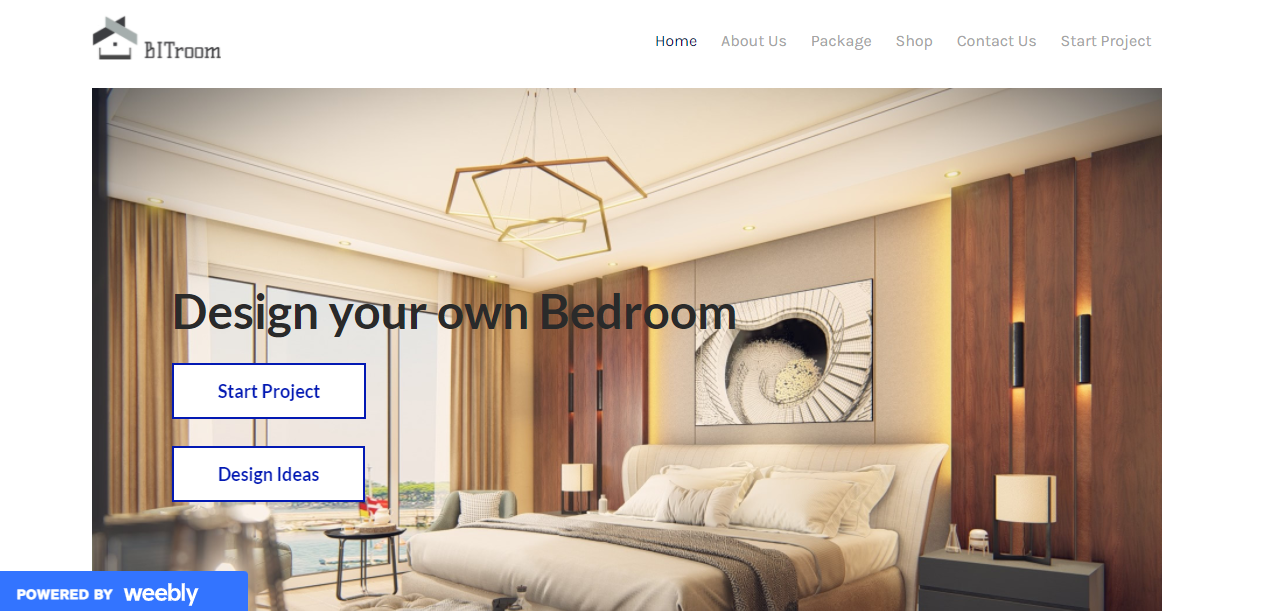 BITroom
Home About Us Package Shop Contact Us Start Project
Design your own Bedroom
Start Project
Design Ideas
POWERED BY weebly